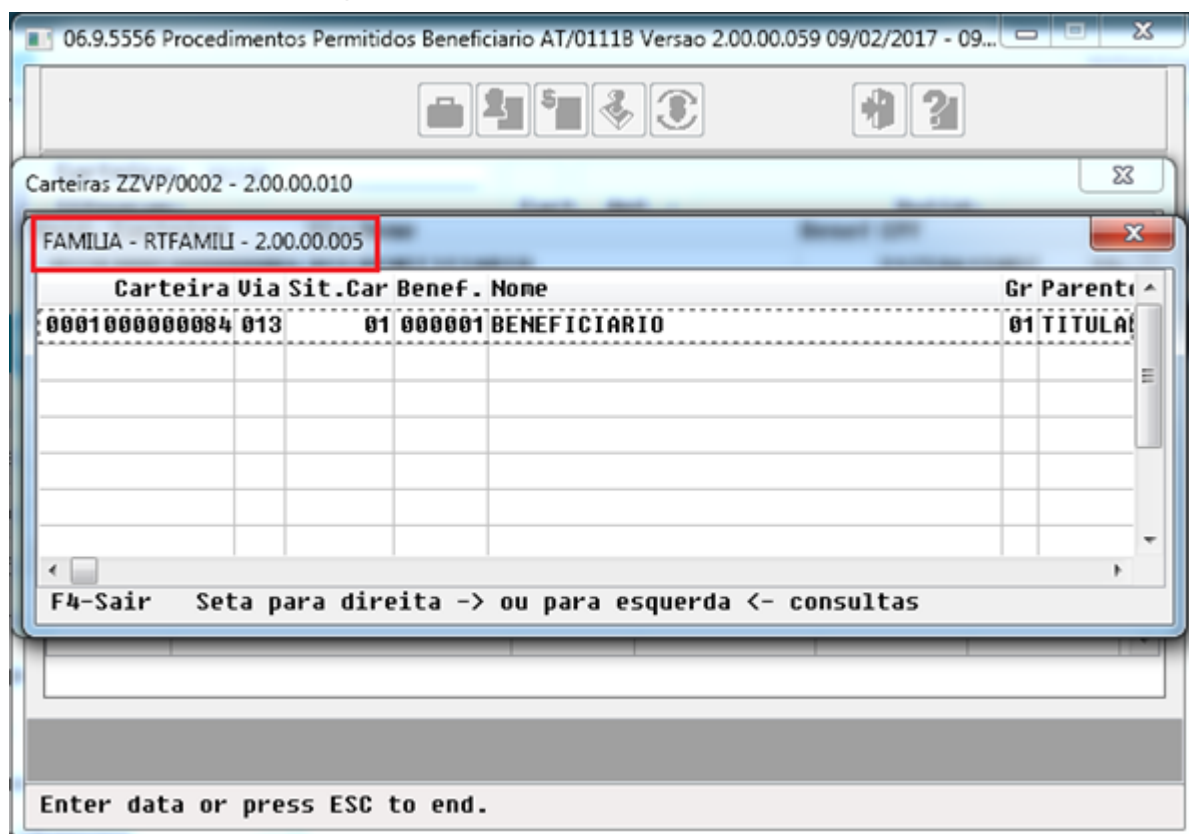 06.9.5556 Procedimentos Permitidos Beneficiario AT/0111B Versao 2.00.00.059 09/02/2017 - 09...
Carteiras ZZVP/0002 - 2.00.00.010
FAMILIA - RTFAMILI - 2.00.00.005
Carteira Via Sit.Car Benef. Nome Gr Parent
0001000000084 013 01 000001 BENEFICIARIO 01 TITULA
F4-Sair Seta para direita -> ou para esquerda <- consultas
Enter data or press ESC to end.